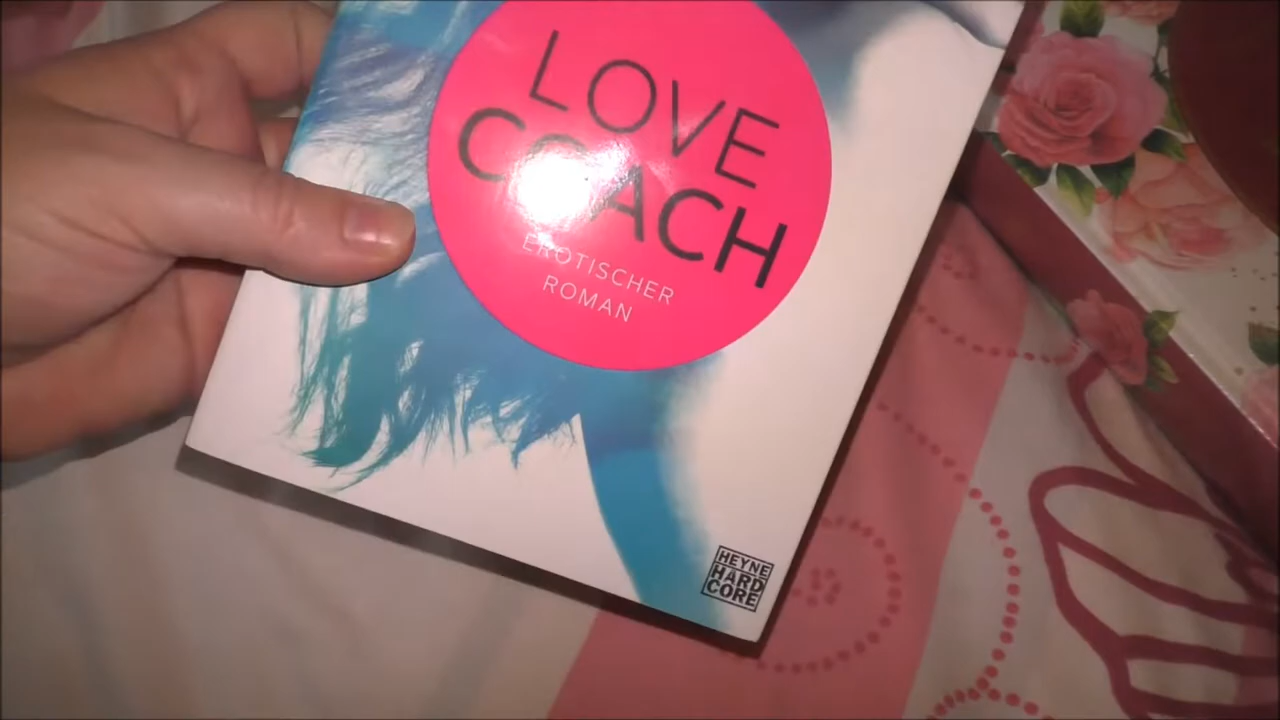 LOVE
COACH
EROTISCHER
ROMAN
HEYNE
HARD
CORE